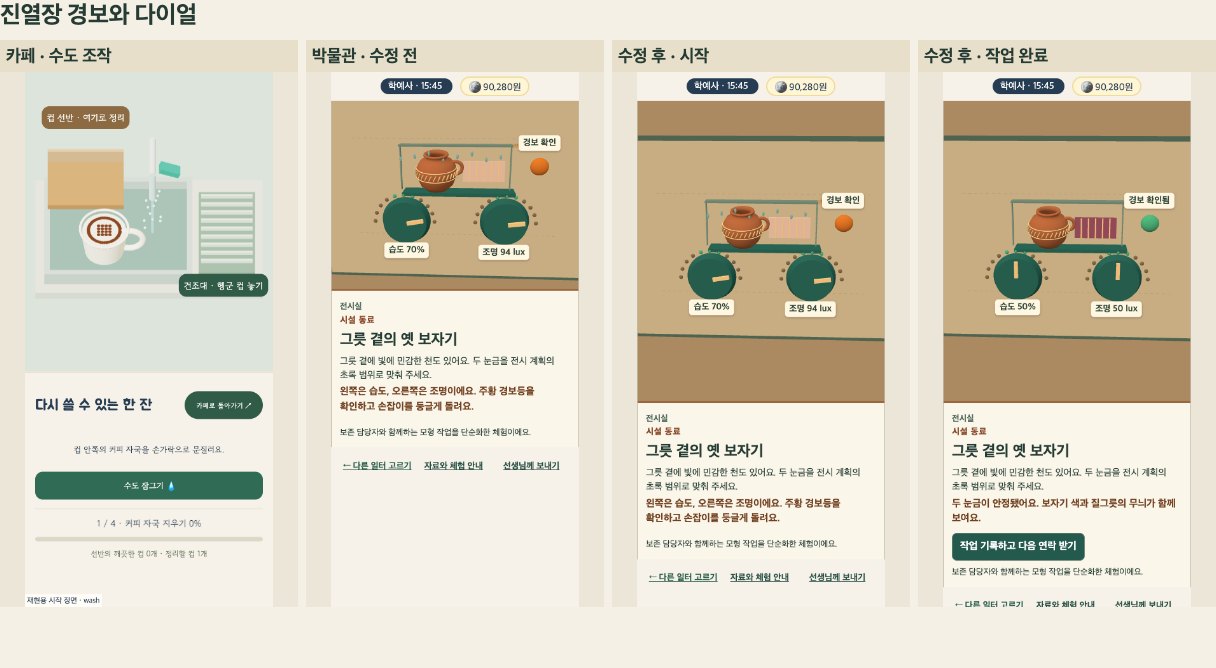 진열장 경보와 다이얼
카페 · 수도 조작
컵 선반 · 여기로 정리
건조대 · 헹군 컵 놓기
다시 쓸 수 있는 한 잔
카페로 돌아가기 ↗
컵 안쪽의 커피 자국을 손가락으로 문질러요.
수도 잠그기 💧
1 / 4 · 커피 자국 지우기 0%
선반의 깨끗한 컵 0개 · 정리할 컵 1개
재현용 시작 장면 · wash
박물관 · 수정 전
학예사 · 15:45
90,280원
경보 확인
습도 70%
조명 94 lux
전시실
시설 동료
그릇 곁의 옛 보자기
그릇 곁에 빛에 민감한 천도 있어요. 두 눈금을 전시 계획의
초록 범위로 맞춰 주세요.
왼쪽은 습도, 오른쪽은 조명이에요. 주황 경보등을
확인하고 손잡이를 둥글게 돌려요.
보존 담당자와 함께하는 모형 작업을 단순화한 체험이에요.
← 다른 일터 고르기 자료와 체험 안내 선생님께 보내기
수정 후 · 시작
학예사 · 15:45
90,280원
경보 확인
습도 70%
조명 94 lux
전시실
시설 동료
그릇 곁의 옛 보자기
그릇 곁에 빛에 민감한 천도 있어요. 두 눈금을 전시 계획의
초록 범위로 맞춰 주세요.
왼쪽은 습도, 오른쪽은 조명이에요. 주황 경보등을
확인하고 손잡이를 둥글게 돌려요.
보존 담당자와 함께하는 모형 작업을 단순화한 체험이에요.
← 다른 일터 고르기 자료와 체험 안내 선생님께 보내기
수정 후 · 작업 완료
학예사 · 15:45
90,280원
경보 확인됨
습도 50%
조명 50 lux
전시실
시설 동료
그릇 곁의 옛 보자기
그릇 곁에 빛에 민감한 천도 있어요. 두 눈금을 전시 계획의
초록 범위로 맞춰 주세요.
두 눈금이 안정됐어요. 보자기 색과 질그릇의 무늬가 함께
보여요.
작업 기록하고 다음 연락 받기
보존 담당자와 함께하는 모형 작업을 단순화한 체험이에요.
← 다른 일터 고르기 자료와 체험 안내 선생님께 보내기